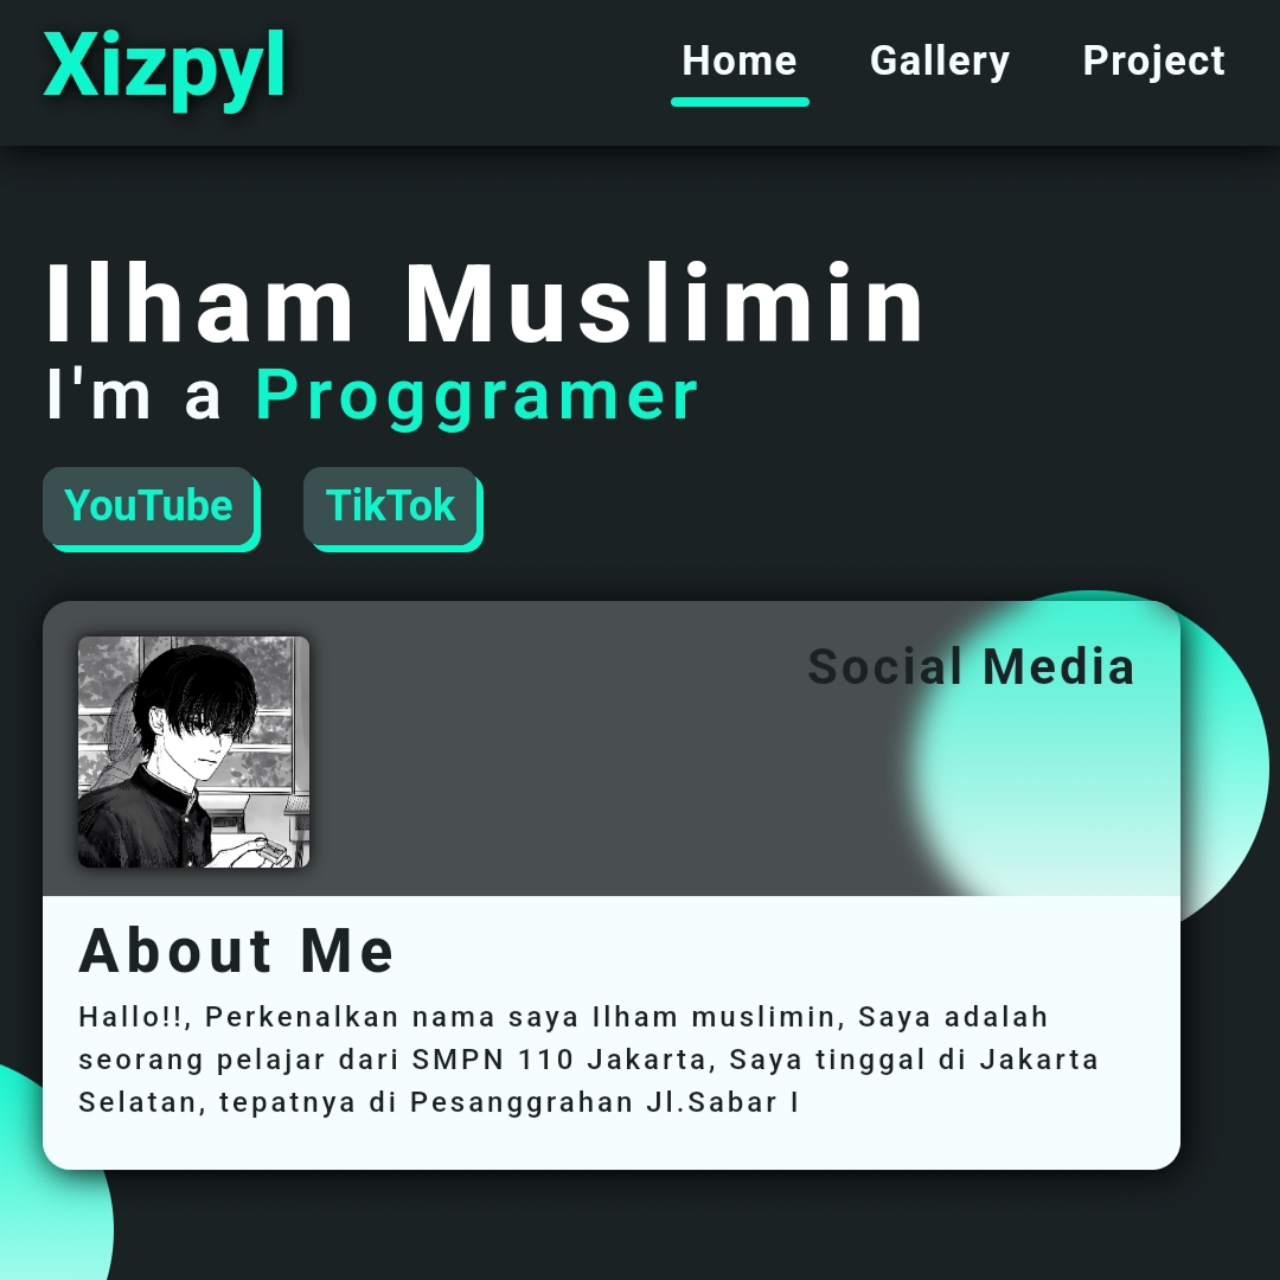 Xizpyl
Home Gallery Project
Ilham Muslimin
I'm a Proggramer
YouTube TikTok
Social Media
About Me
Hallo!!, Perkenalkan nama saya Ilham muslimin, Saya adalah
seorang pelajar dari SMPN 110 Jakarta, Saya tinggal di Jakarta
Selatan, tepatnya di Pesanggrahan Jl.Sabar I